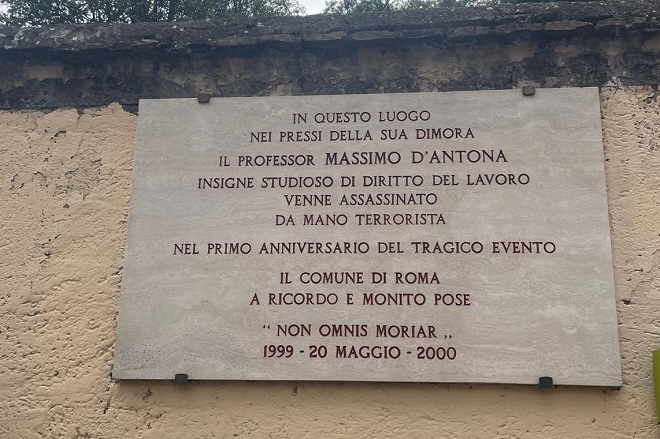 IN QUESTO LUOGO
NEI PRESSI DELLA SUA DIMORA
IL PROFESSOR MASSIMO D'ANTONA
INSIGNE STUDIOSO DI DIRITTO DEL LAVORO
VENNE ASSASSINATO
DA MANO TERRORISTA
NEL PRIMO ANNIVERSARIO DEL TRAGICO EVENTO
IL COMUNE DI ROMA
A RICORDO E MONITO POSE
“ NON OMNIS MORIAR „
1999 - 20 MAGGIO - 2000